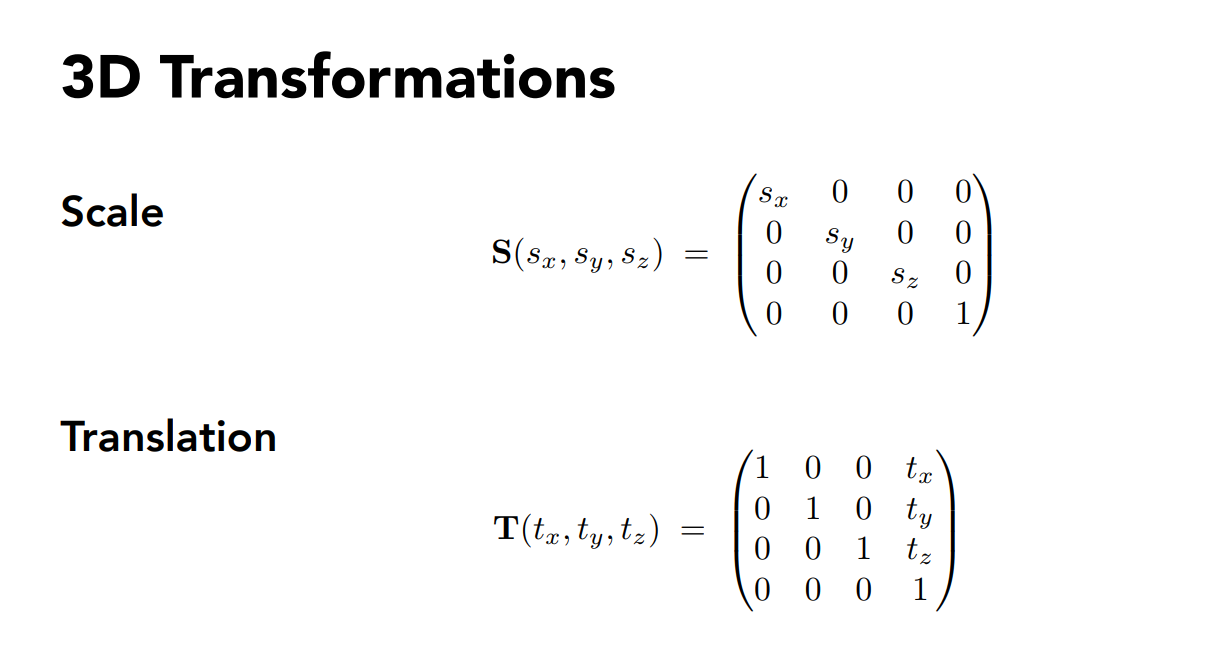 3D Transformations
Scale
$\mathbf{S}(s_x, s_y, s_z) = \begin{pmatrix} s_x & 0 & 0 & 0 \\ 0 & s_y & 0 & 0 \\ 0 & 0 & s_z & 0 \\ 0 & 0 & 0 & 1 \end{pmatrix}$
Translation
$\mathbf{T}(t_x, t_y, t_z) = \begin{pmatrix} 1 & 0 & 0 & t_x \\ 0 & 1 & 0 & t_y \\ 0 & 0 & 1 & t_z \\ 0 & 0 & 0 & 1 \end{pmatrix}$